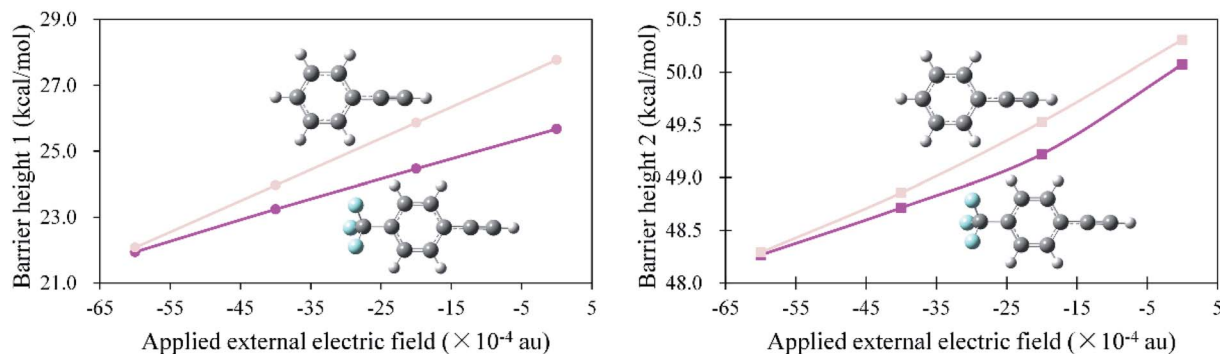 29.0
27.0
25.0
23.0
21.0
Barrier height 1 (kcal/mol)
-65 -55 -45 -35 -25 -15 -5 5
Applied external electric field (×10⁻⁴ au)
50.5
50.0
49.5
49.0
48.5
48.0
Barrier height 2 (kcal/mol)
-65 -55 -45 -35 -25 -15 -5 5
Applied external electric field (×10⁻⁴ au)